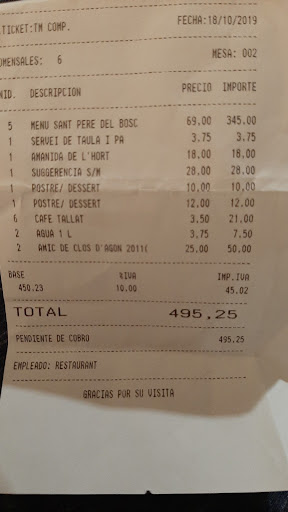 TICKET:TM COMP. FECHA:18/10/2019
OMENSALES: 6 MESA: 002
NID. DESCRIPCION PRECIO IMPORTE
5 MENU SANT PERE DEL BOSC 69,00 345,00
1 SERVEI DE TAULA I PA 3,75 3,75
1 AMANIDA DE L'HORT 18,00 18,00
1 SUGGERENCIA S/M 28,00 28,00
1 POSTRE/ DESSERT 10,00 10,00
1 POSTRE/ DESSERT 12,00 12,00
6 CAFE TALLAT 3,50 21,00
2 AGUA 1 L 3,75 7,50
2 AMIC DE CLOS D'AGON 2011( 25,00 50,00
BASE %IVA IMP.IVA
450.23 10.00 45.02
TOTAL 495,25
PENDIENTE DE COBRO 495,25
EMPLEADO: RESTAURANT
GRACIAS POR SU VISITA